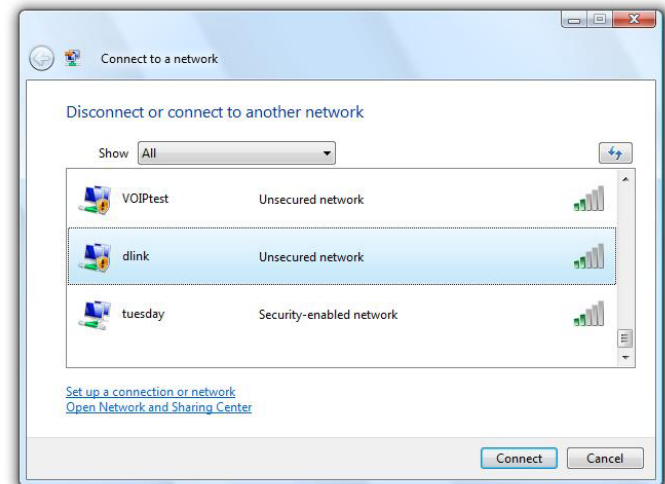 Connect to a network
Disconnect or connect to another network
Show All
VOIPtest Unsecured network
dlink Unsecured network
tuesday Security-enabled network
Set up a connection or network
Open Network and Sharing Center
Connect Cancel